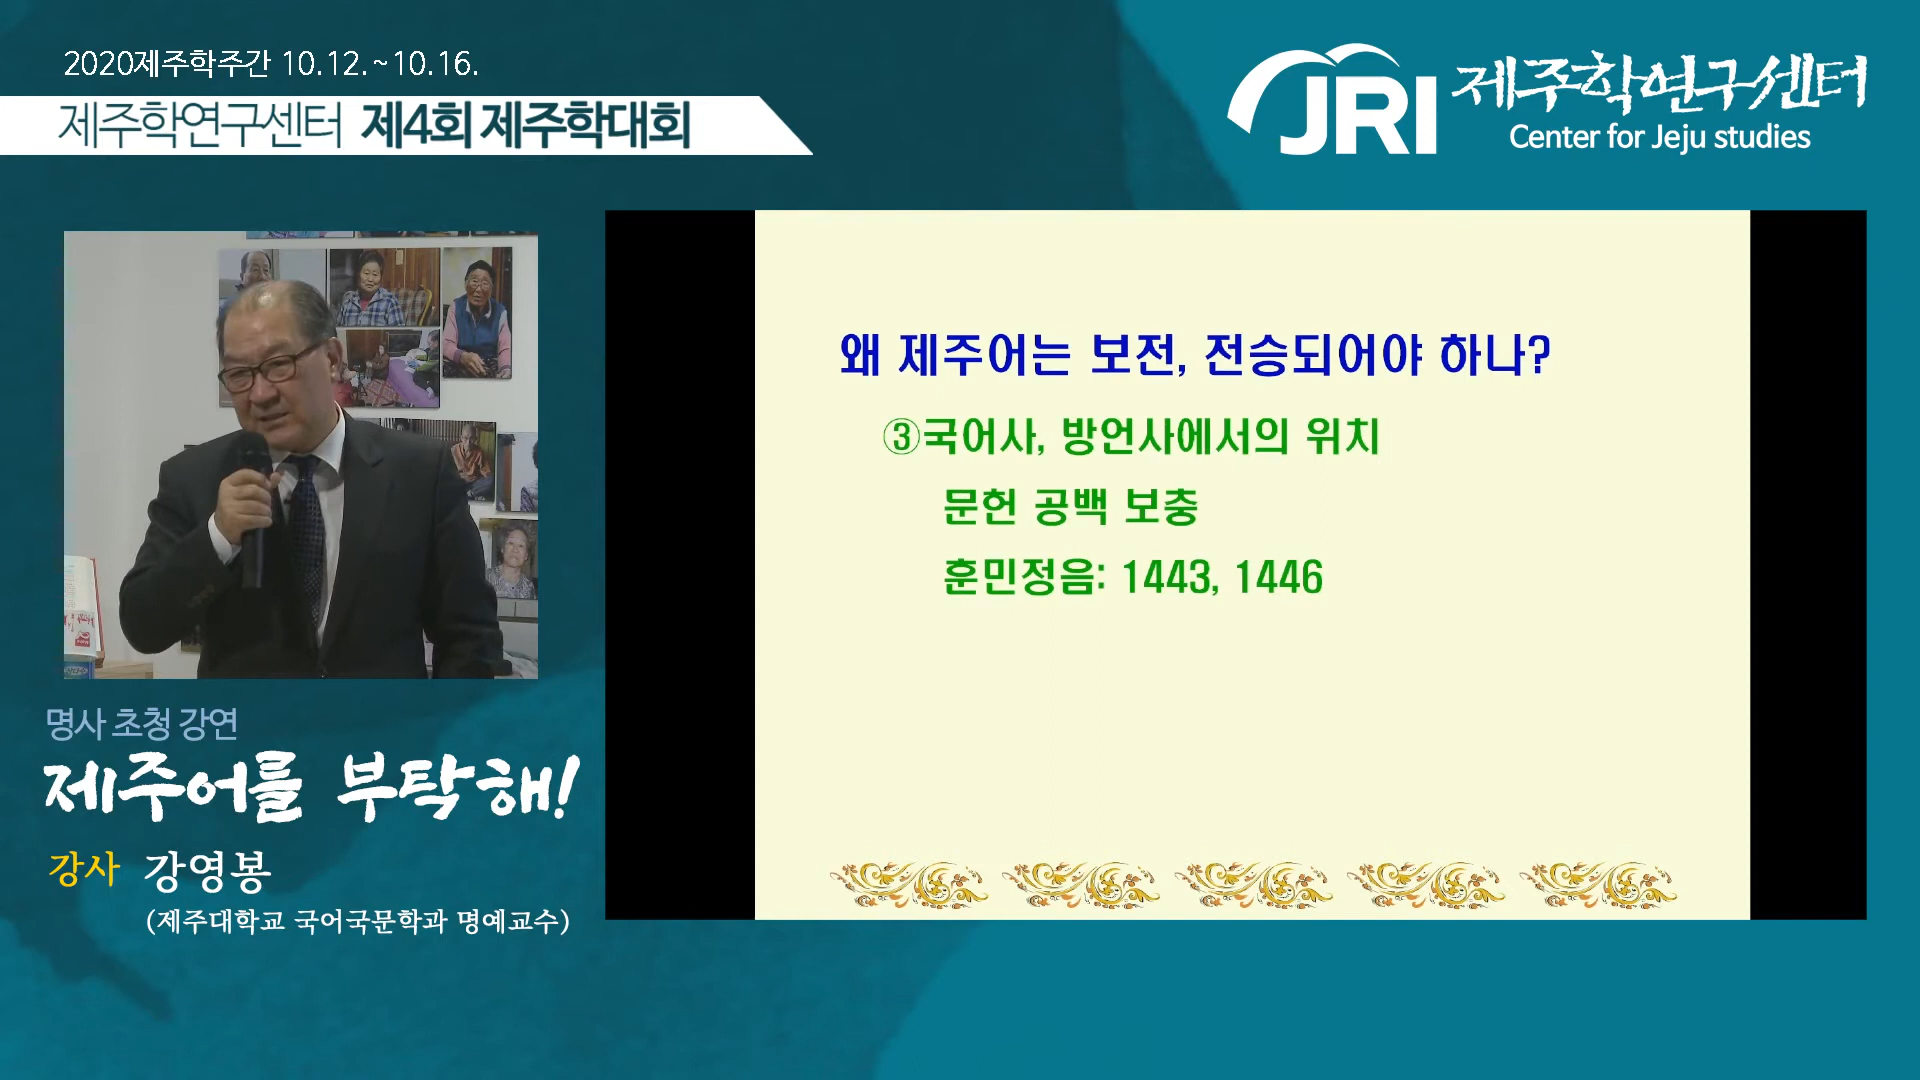 2020제주학주간 10.12.~10.16.
제주학연구센터 제4회 제주학대회
JRI 제주학연구센터
Center for Jeju studies
왜 제주어는 보전, 전승되어야 하나?
③국어사, 방언사에서의 위치
문헌 공백 보충
훈민정음: 1443, 1446
명사 초청 강연
제주어를 부탁해!
강사 강영봉
(제주대학교 국어국문학과 명예교수)